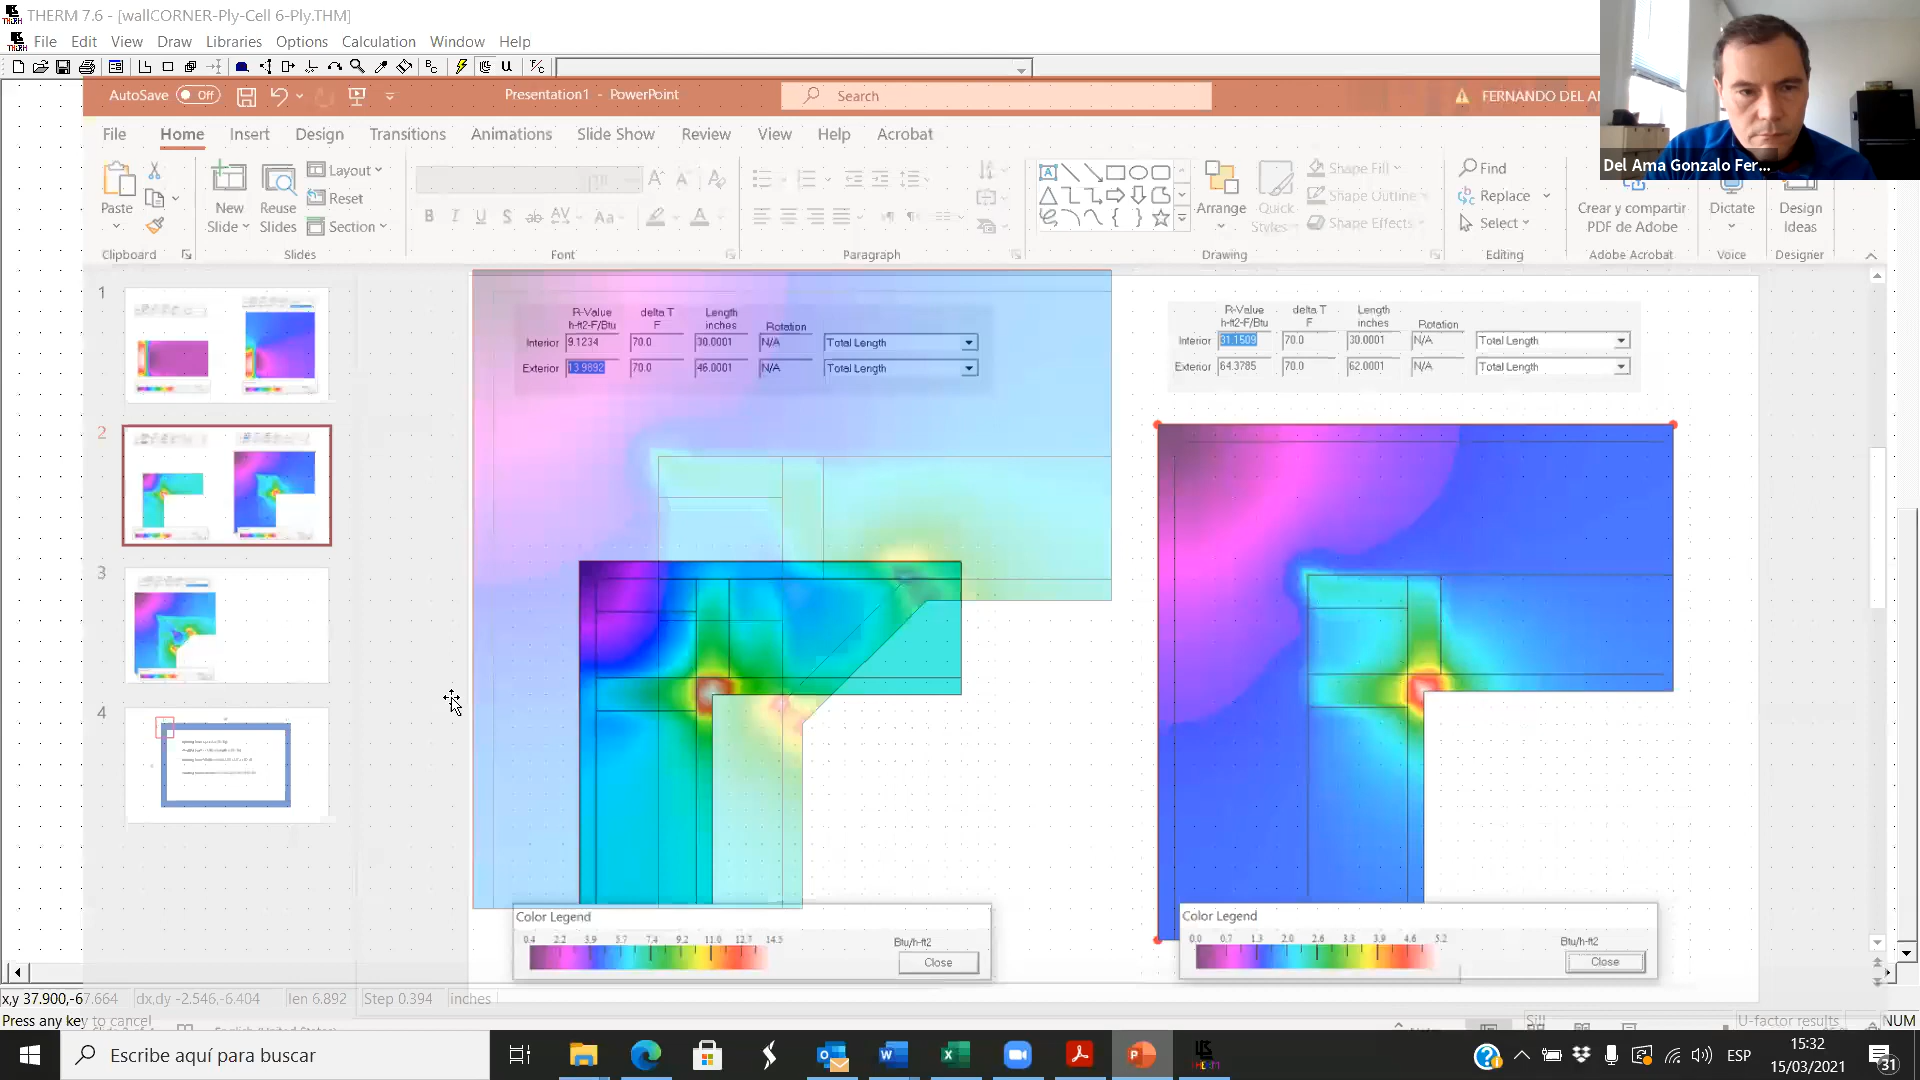 THERM 7.6 - [wallCORNER-Ply-Cell 6-Ply.THM]
File Edit View Draw Libraries Options Calculation Window Help
AutoSave Off Presentation1 - PowerPoint Search FERNANDO DEL AM
File Home Insert Design Transitions Animations Slide Show Review View Help Acrobat
Del Ama Gonzalo Fer...
Paste New Slide Reuse Slides Layout Reset Section
Arrange Quick Styles Shape Fill Shape Outline Shape Effects
Find Replace Select
Crear y compartir PDF de Adobe
Dictate
Design Ideas
Clipboard Slides Font Paragraph Drawing Editing Adobe Acrobat Voice Designer
1
2
3
4
R-Value delta T Length
h-ft2-F/Btu F inches Rotation
Interior 9.1234 70.0 30.0001 N/A Total Length
Exterior 13.9892 70.0 46.0001 N/A Total Length
R-Value delta T Length
h-ft2-F/Btu F inches Rotation
Interior 31.1509 70.0 30.0001 N/A Total Length
Exterior 64.3785 70.0 62.0001 N/A Total Length
Color Legend
0.4 2.2 3.9 5.7 7.4 9.2 11.0 12.7 14.5
Btu/h-ft2
Close
Color Legend
0.0 0.7 1.3 2.0 2.6 3.3 3.9 4.6 5.2
Btu/h-ft2
Close
x,y 37.900,-67.664 dx,dy -2.546,-6.404 len 6.892 Step 0.394 inches
Press any key to cancel
Sill U-factor results NUM
Escribe aquí para buscar
ESP
15:32
15/03/2021
31